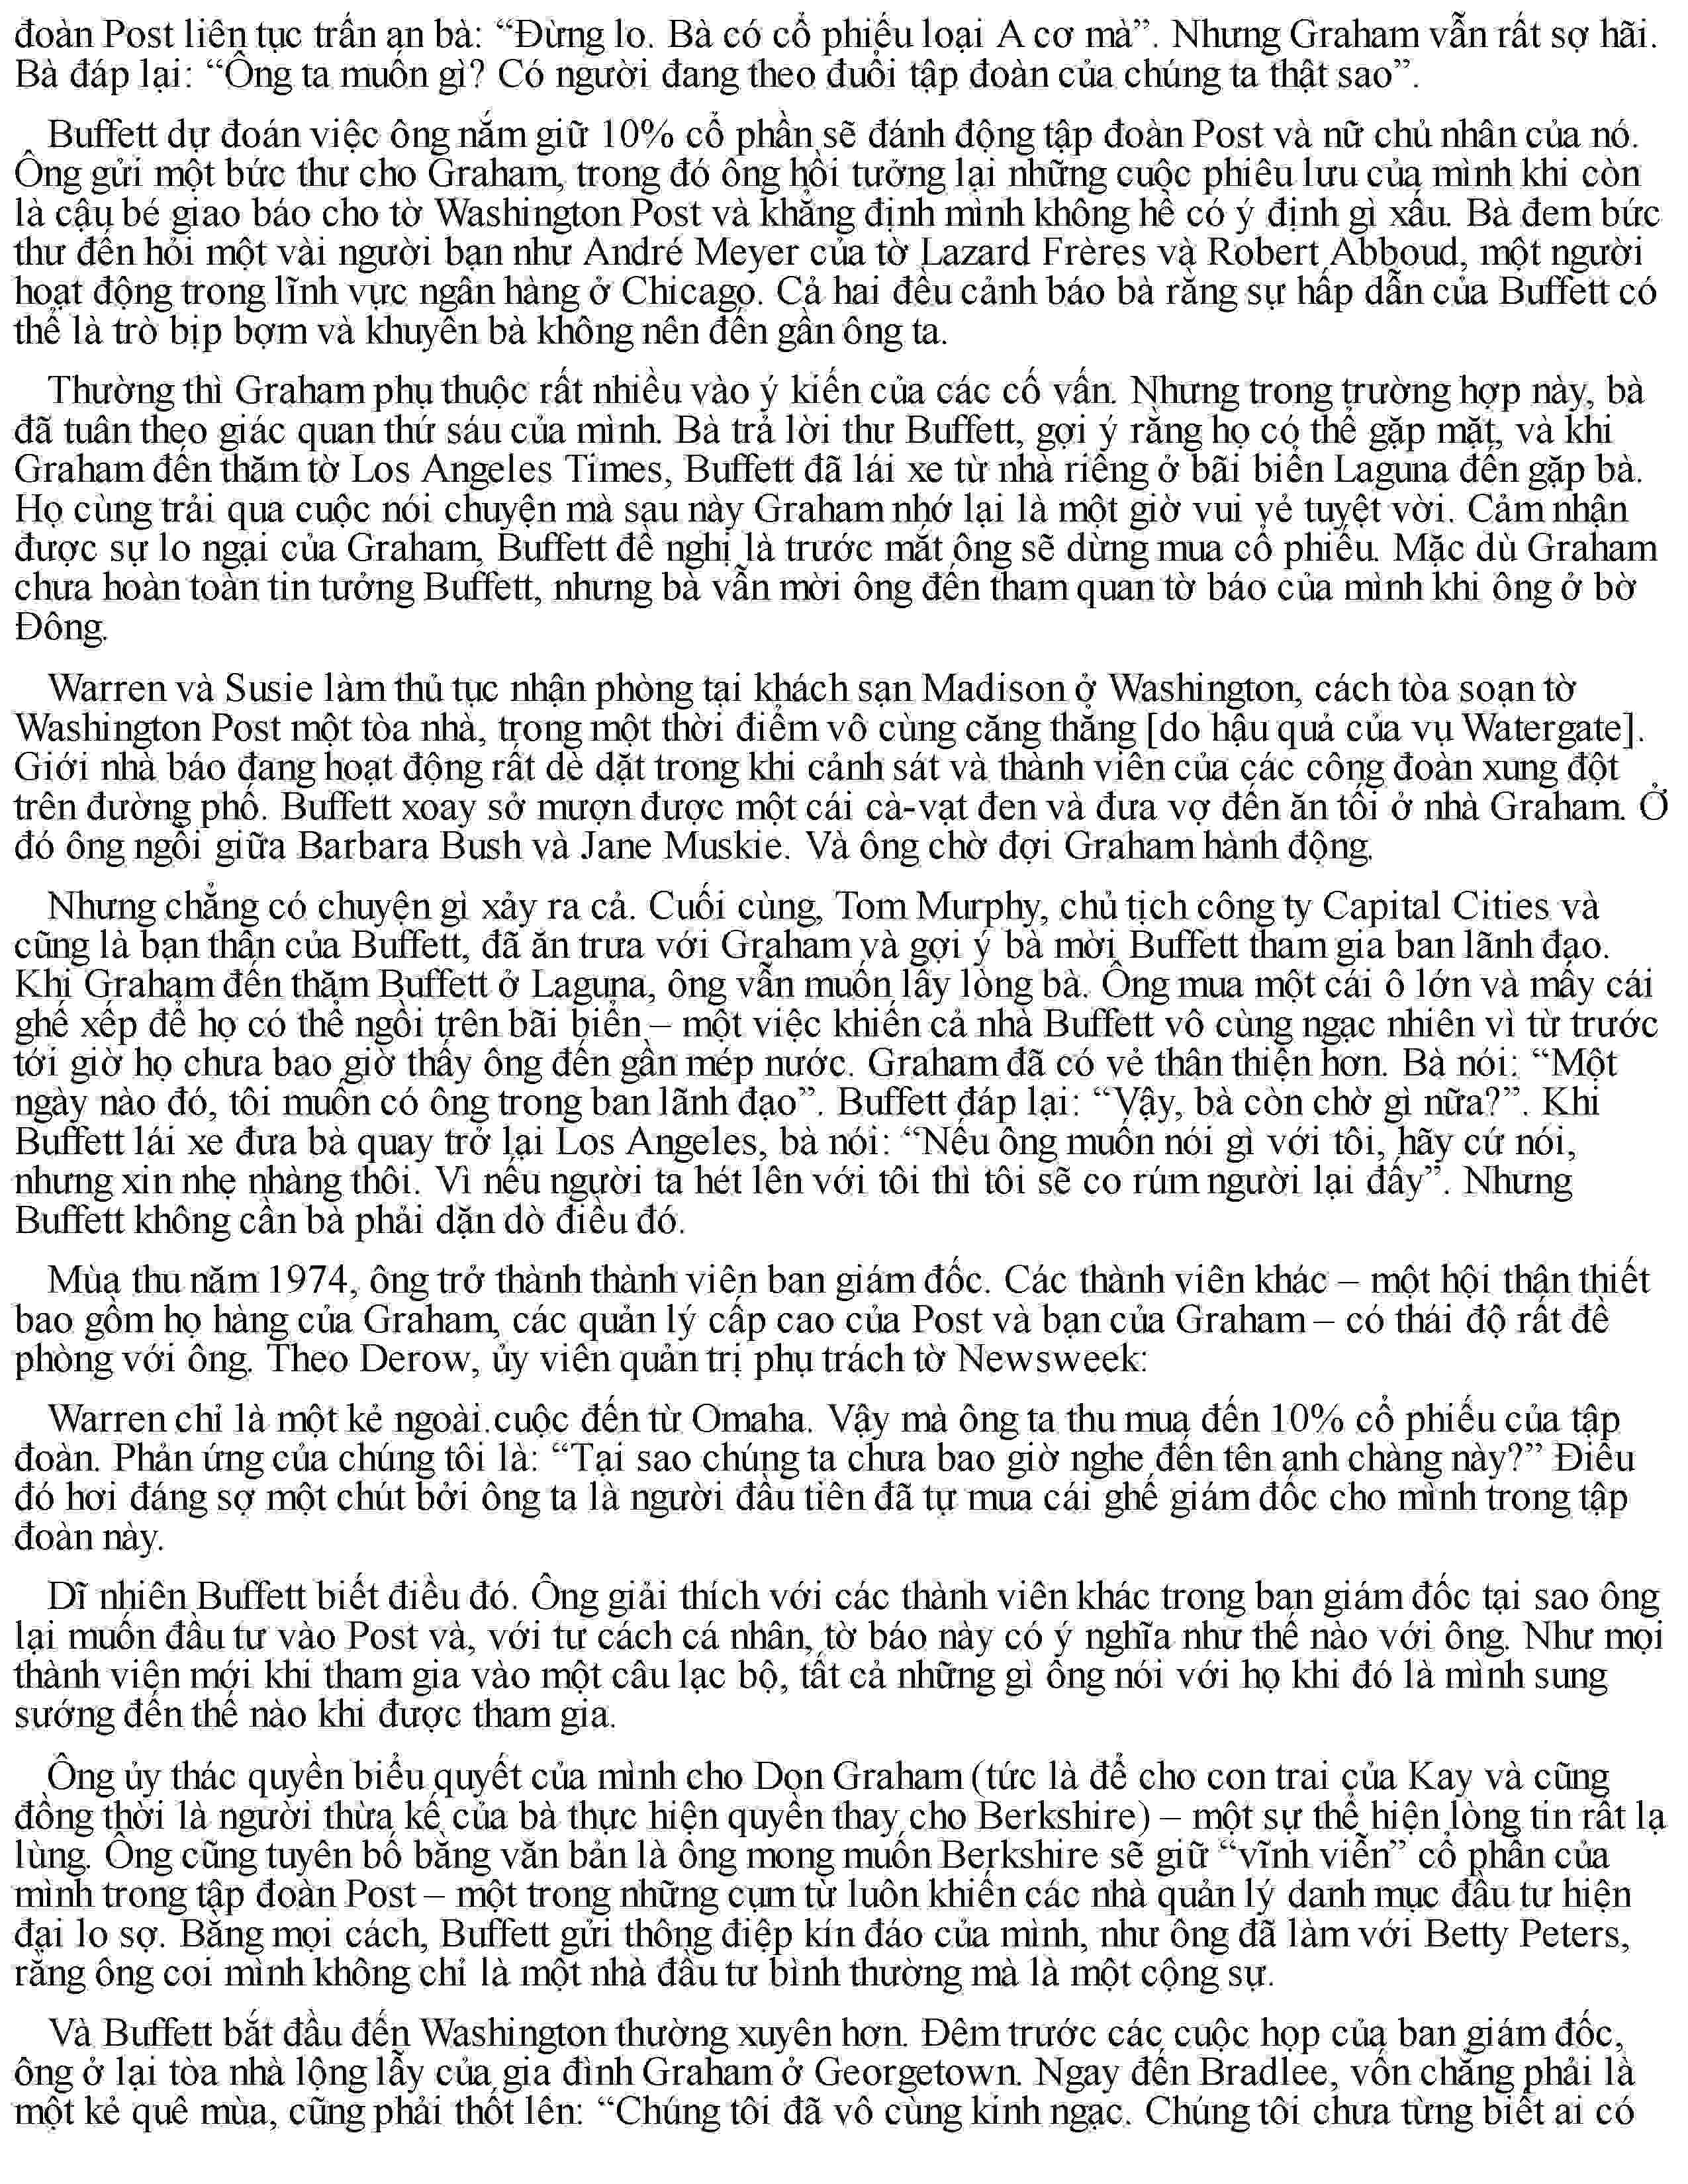 đoàn Post liên tục trấn an bà: “Đừng lo. Bà có cổ phiếu loại A cơ mà”. Nhưng Graham vẫn rất sợ hãi.
Bà đáp lại: “Ông ta muốn gì? Có người đang theo đuổi tập đoàn của chúng ta thật sao”.
Buffett dự đoán việc ông nắm giữ 10% cổ phần sẽ đánh động tập đoàn Post và nữ chủ nhân của nó.
Ông gửi một bức thư cho Graham, trong đó ông hồi tưởng lại những cuộc phiêu lưu của mình khi còn
là cậu bé giao báo cho tờ Washington Post và khẳng định mình không hề có ý định gì xấu. Bà đem bức
thư đến hỏi một vài người bạn như André Meyer của tờ Lazard Frères và Robert Abboud, một người
hoạt động trong lĩnh vực ngân hàng ở Chicago. Cả hai đều cảnh báo bà rằng sự hấp dẫn của Buffett có
thể là trò bịp bợm và khuyên bà không nên đến gần ông ta.
Thường thì Graham phụ thuộc rất nhiều vào ý kiến của các cố vấn. Nhưng trong trường hợp này, bà
đã tuân theo giác quan thứ sáu của mình. Bà trả lời thư Buffett, gợi ý rằng họ có thể gặp mặt, và khi
Graham đến thăm tờ Los Angeles Times, Buffett đã lái xe từ nhà riêng ở bãi biển Laguna đến gặp bà.
Họ cùng trải qua cuộc nói chuyện mà sau này Graham nhớ lại là một giờ vui vẻ tuyệt vời. Cảm nhận
được sự lo ngại của Graham, Buffett đề nghị là trước mắt ông sẽ dừng mua cổ phiếu. Mặc dù Graham
chưa hoàn toàn tin tưởng Buffett, nhưng bà vẫn mời ông đến tham quan tờ báo của mình khi ông ở bờ
Đông.
Warren và Susie làm thủ tục nhận phòng tại khách sạn Madison ở Washington, cách tòa soạn tờ
Washington Post một tòa nhà, trong một thời điểm vô cùng căng thẳng [do hậu quả của vụ Watergate].
Giới nhà báo đang hoạt động rất dè dặt trong khi cảnh sát và thành viên của các công đoàn xung đột
trên đường phố. Buffett xoay sở mượn được một cái cà-vạt đen và đưa vợ đến ăn tối ở nhà Graham. Ở
đó ông ngồi giữa Barbara Bush và Jane Muskie. Và ông chờ đợi Graham hành động.
Nhưng chẳng có chuyện gì xảy ra cả. Cuối cùng, Tom Murphy, chủ tịch công ty Capital Cities và
cũng là bạn thân của Buffett, đã ăn trưa với Graham và gợi ý bà mời Buffett tham gia ban lãnh đạo.
Khi Graham đến thăm Buffett ở Laguna, ông vẫn muốn lấy lòng bà. Ông mua một cái ô lớn và mấy cái
ghế xếp để họ có thể ngồi trên bãi biển – một việc khiến cả nhà Buffett vô cùng ngạc nhiên vì từ trước
tới giờ họ chưa bao giờ thấy ông đến gần mép nước. Graham đã có vẻ thân thiện hơn. Bà nói: “Một
ngày nào đó, tôi muốn có ông trong ban lãnh đạo”. Buffett đáp lại: “Vậy, bà còn chờ gì nữa?”. Khi
Buffett lái xe đưa bà quay trở lại Los Angeles, bà nói: “Nếu ông muốn nói gì với tôi, hãy cứ nói,
nhưng xin nhẹ nhàng thôi. Vì nếu người ta hét lên với tôi thì tôi sẽ co rúm người lại đấy”. Nhưng
Buffett không cần bà phải dặn dò điều đó.
Mùa thu năm 1974, ông trở thành thành viên ban giám đốc. Các thành viên khác – một hội thân thiết
bao gồm họ hàng của Graham, các quản lý cấp cao của Post và bạn của Graham – có thái độ rất đề
phòng với ông. Theo Derow, ủy viên quản trị phụ trách tờ Newsweek:
Warren chỉ là một kẻ ngoài.cuộc đến từ Omaha. Vậy mà ông ta thu mua đến 10% cổ phiếu của tập
đoàn. Phản ứng của chúng tôi là: “Tại sao chúng ta chưa bao giờ nghe đến tên anh chàng này?” Điều
đó hơi đáng sợ một chút bởi ông ta là người đầu tiên đã tự mua cái ghế giám đốc cho mình trong tập
đoàn này.
Dĩ nhiên Buffett biết điều đó. Ông giải thích với các thành viên khác trong ban giám đốc tại sao ông
lại muốn đầu tư vào Post và, với tư cách cá nhân, tờ báo này có ý nghĩa như thế nào với ông. Như mọi
thành viên mới khi tham gia vào một câu lạc bộ, tất cả những gì ông nói với họ khi đó là mình sung
sướng đến thế nào khi được tham gia.
Ông ủy thác quyền biểu quyết của mình cho Don Graham (tức là để cho con trai của Kay và cũng
đồng thời là người thừa kế của bà thực hiện quyền thay cho Berkshire) – một sự thể hiện lòng tin rất lạ
lùng. Ông cũng tuyên bố bằng văn bản là ông mong muốn Berkshire sẽ giữ “vĩnh viễn” cổ phần của
mình trong tập đoàn Post – một trong những cụm từ luôn khiến các nhà quản lý danh mục đầu tư hiện
đại lo sợ. Bằng mọi cách, Buffett gửi thông điệp kín đáo của mình, như ông đã làm với Betty Peters,
rằng ông coi mình không chỉ là một nhà đầu tư bình thường mà là một cộng sự.
Và Buffett bắt đầu đến Washington thường xuyên hơn. Đêm trước các cuộc họp của ban giám đốc,
ông ở lại tòa nhà lộng lẫy của gia đình Graham ở Georgetown. Ngay đến Bradlee, vốn chẳng phải là
một kẻ quê mùa, cũng phải thốt lên: “Chúng tôi đã vô cùng kinh ngạc. Chúng tôi chưa từng biết ai có